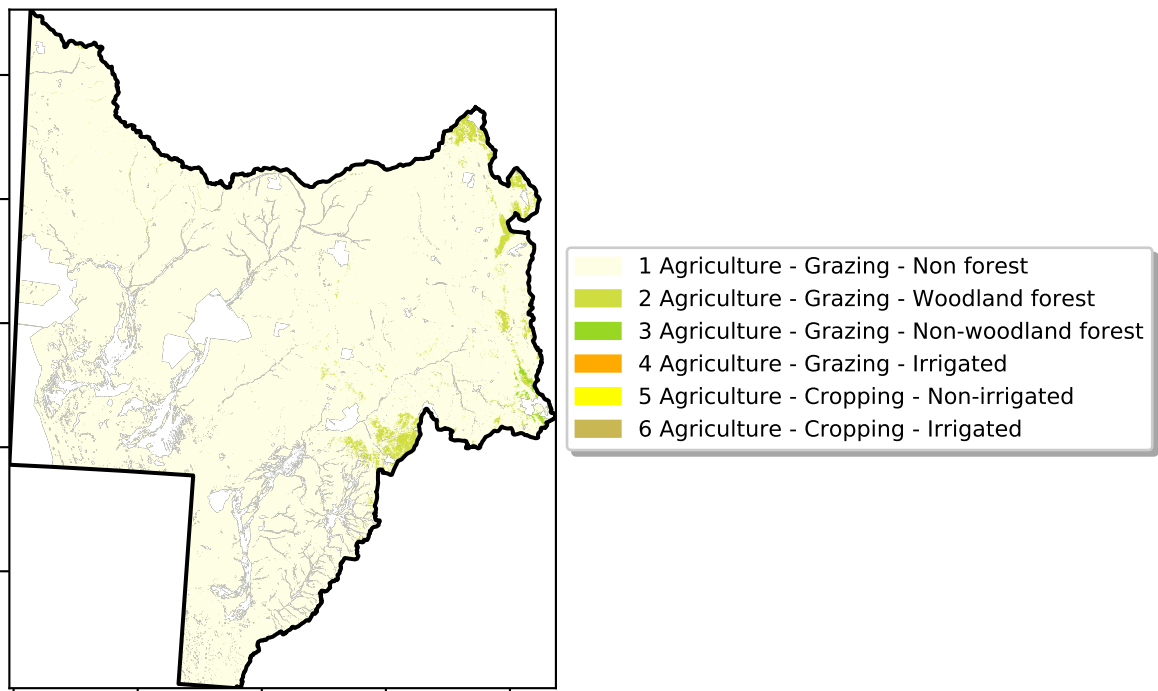 1 Agriculture - Grazing - Non forest
2 Agriculture - Grazing - Woodland forest
3 Agriculture - Grazing - Non-woodland forest
4 Agriculture - Grazing - Irrigated
5 Agriculture - Cropping - Non-irrigated
6 Agriculture - Cropping - Irrigated